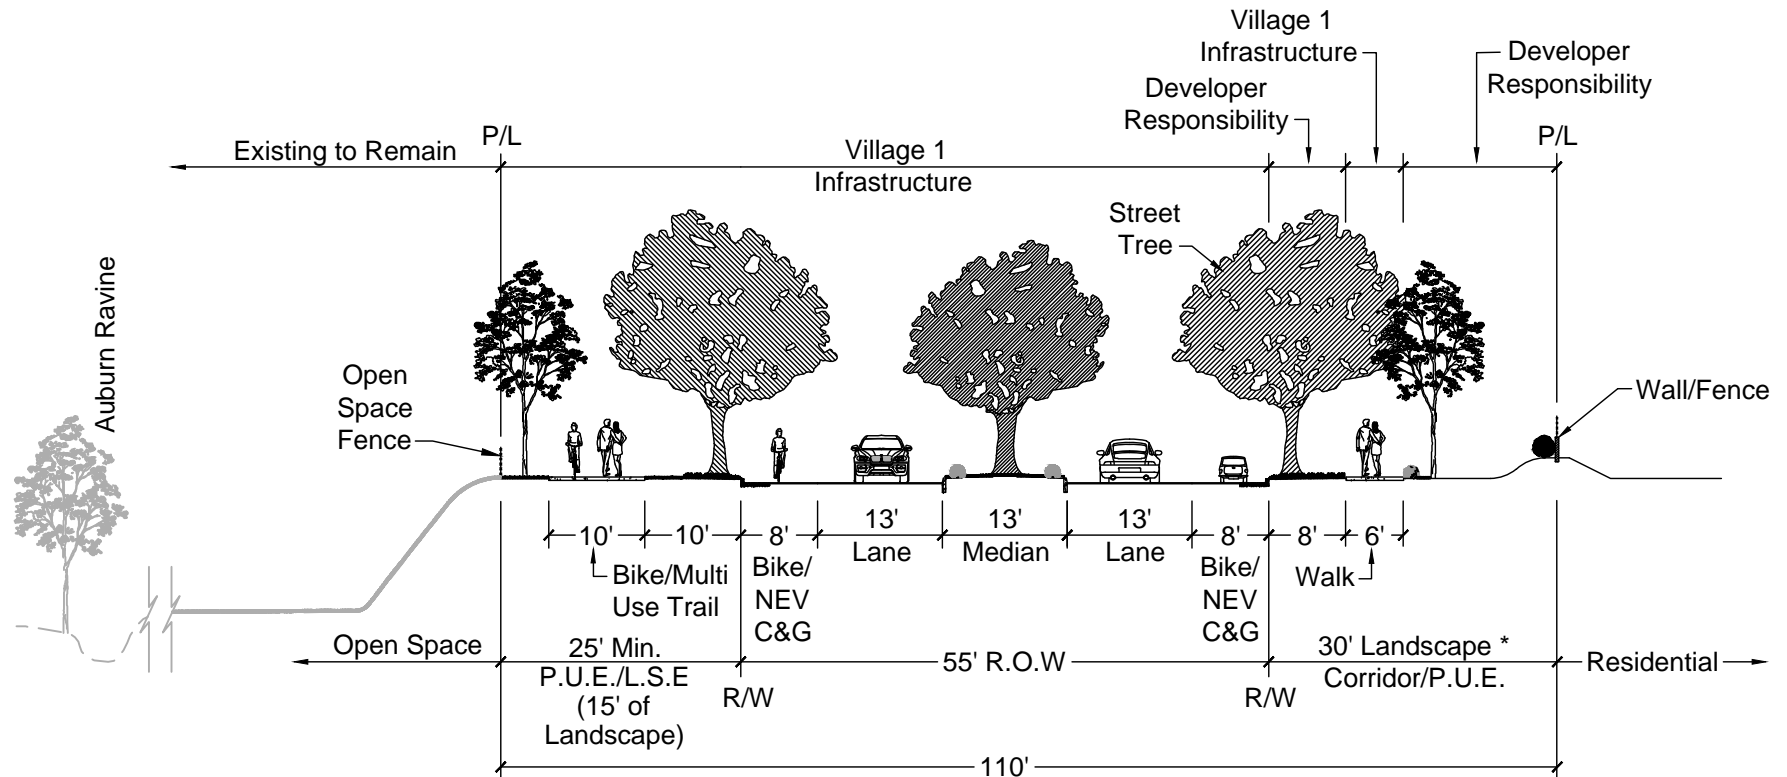 Village 1
Infrastructure
Developer
Responsibility
Developer
Responsibility
P/L
P/L
Existing to Remain
Village 1
Infrastructure
Street
Tree
Auburn Ravine
Open
Space
Fence
Wall/Fence
10'
10'
8'
13'
13'
13'
8'
8'
6'
Lane
Median
Lane
Bike/Multi
Use Trail
Bike/
NEV
C&G
Bike/
NEV
C&G
Walk
Open Space
25' Min.
P.U.E./L.S.E
(15' of
Landscape)
R/W
55' R.O.W
R/W
30' Landscape *
Corridor/P.U.E.
Residential
110'